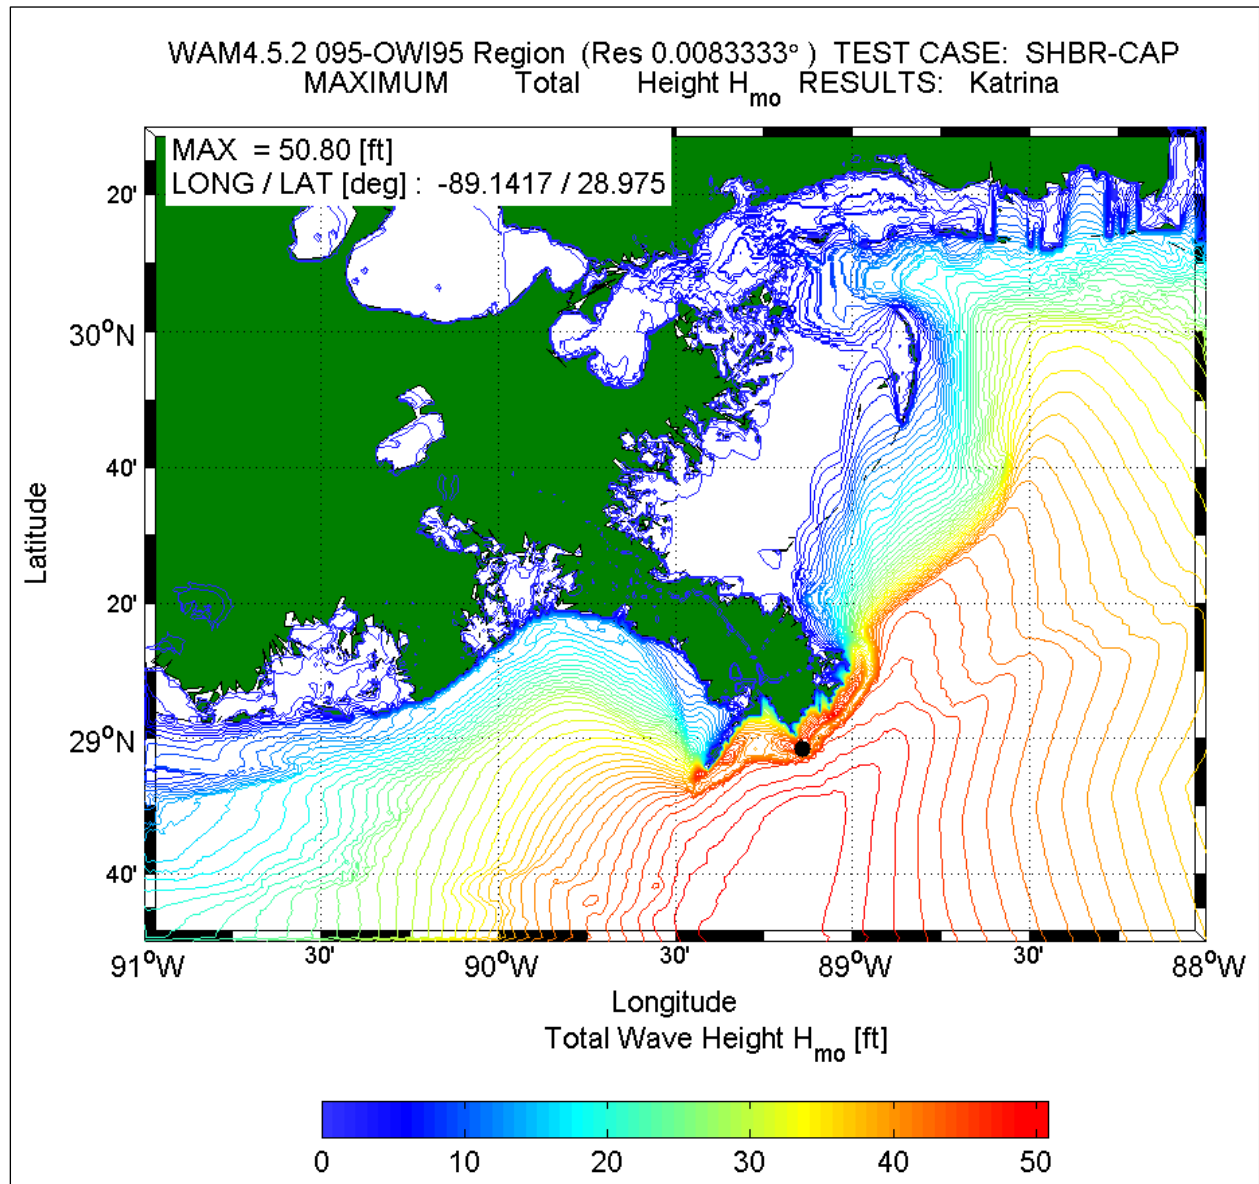 WAM4.5.2 095-OWI95 Region (Res 0.0083333° ) TEST CASE: SHBR-CAP
MAXIMUM Total Height Hmo RESULTS: Katrina
MAX = 50.80 [ft]
LONG / LAT [deg] : -89.1417 / 28.975
20'
30°N
40'
20'
29°N
40'
Latitude
91°W 30' 90°W 30' 89°W 30' 88°W
Longitude
Total Wave Height Hmo [ft]
0 10 20 30 40 50